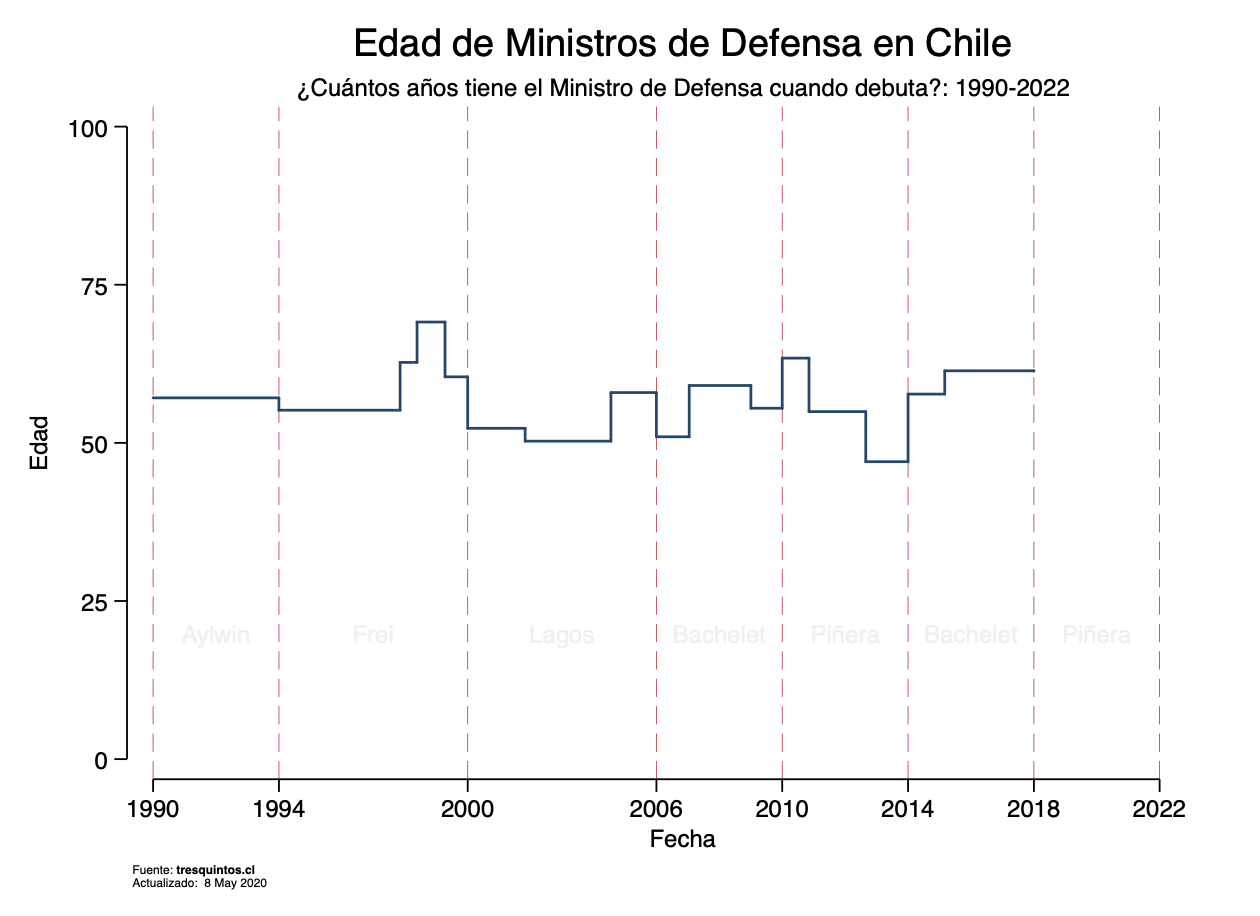 Edad de Ministros de Defensa en Chile
¿Cuántos años tiene el Ministro de Defensa cuando debuta?: 1990-2022
100
75
50
25
0
Edad
Aylwin Frei Lagos Bachelet Piñera Bachelet Piñera
1990 1994 2000 2006 2010 2014 2018 2022
Fecha
Fuente: tresquintos.cl
Actualizado: 8 May 2020